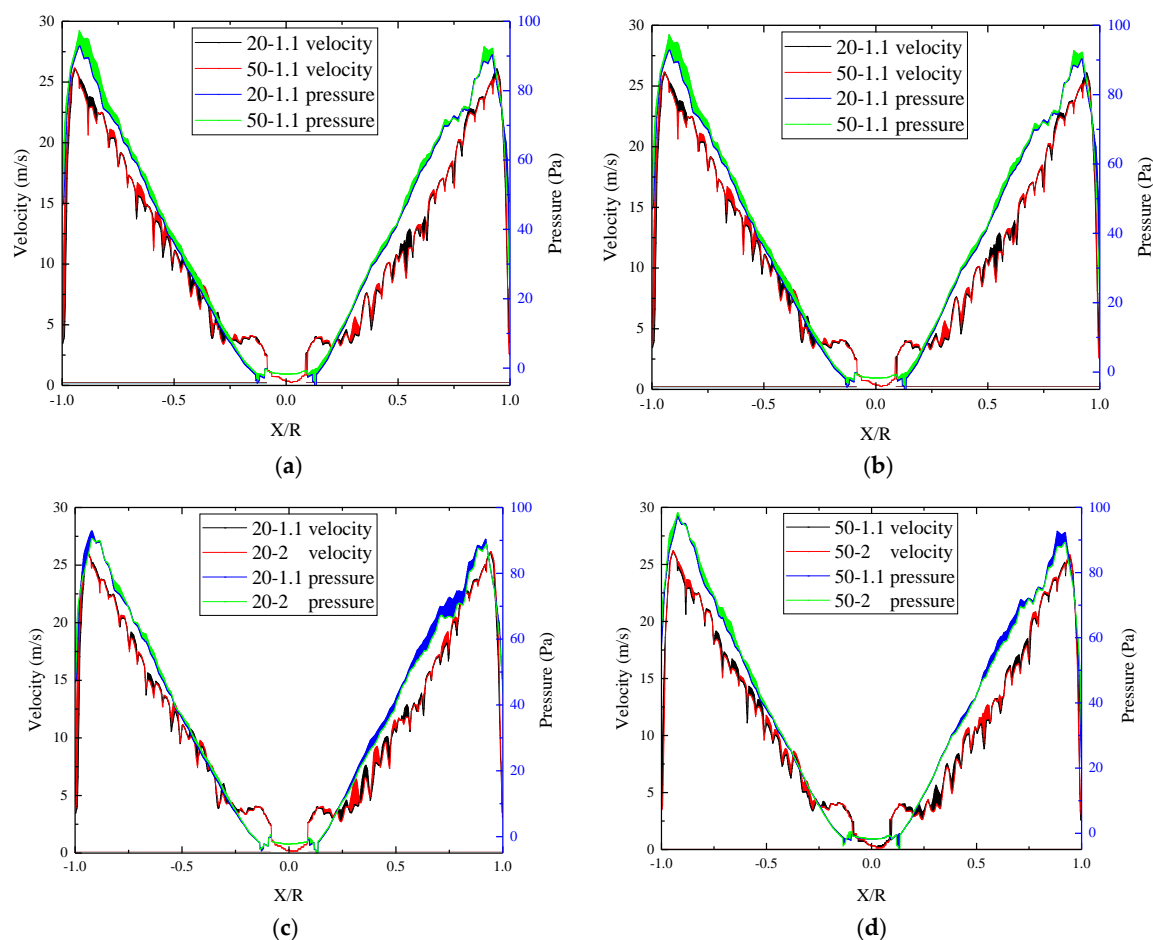 30
25
20
15
10
5
0
Velocity (m/s)
20-1.1 velocity
50-1.1 velocity
20-1.1 pressure
50-1.1 pressure
100
80
60
40
20
0
Pressure (Pa)
-1.0 -0.5 0.0 0.5 1.0
X/R
(a)
30
25
20
15
10
5
0
Velocity (m/s)
20-1.1 velocity
50-1.1 velocity
20-1.1 pressure
50-1.1 pressure
100
80
60
40
20
0
Pressure (Pa)
-1.0 -0.5 0.0 0.5 1.0
X/R
(b)
30
25
20
15
10
5
0
Velocity (m/s)
20-1.1 velocity
20-2 velocity
20-1.1 pressure
20-2 pressure
100
80
60
40
20
0
Pressure (Pa)
-1.0 -0.5 0.0 0.5 1.0
X/R
(c)
30
25
20
15
10
5
0
Velocity (m/s)
50-1.1 velocity
50-2 velocity
50-1.1 pressure
50-2 pressure
100
80
60
40
20
0
Pressure (Pa)
-1.0 -0.5 0.0 0.5 1.0
X/R
(d)